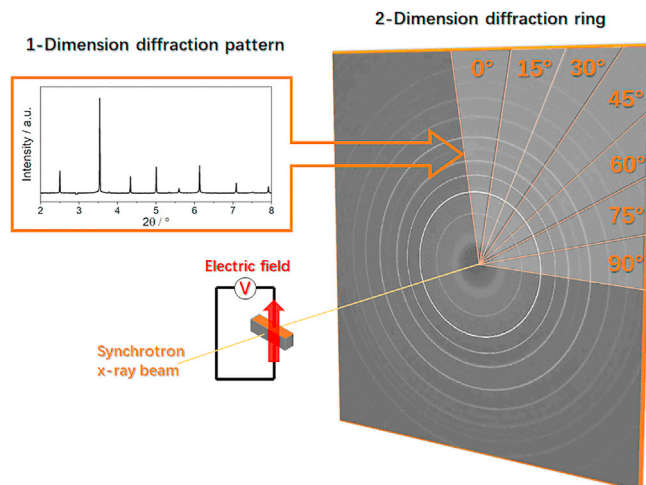 2-Dimension diffraction ring
1-Dimension diffraction pattern
0°
15°
30°
45°
60°
75°
90°
Intensity / a.u.
2 3 4 5 6 7 8
2θ / °
Electric field
V
Synchrotron
x-ray beam